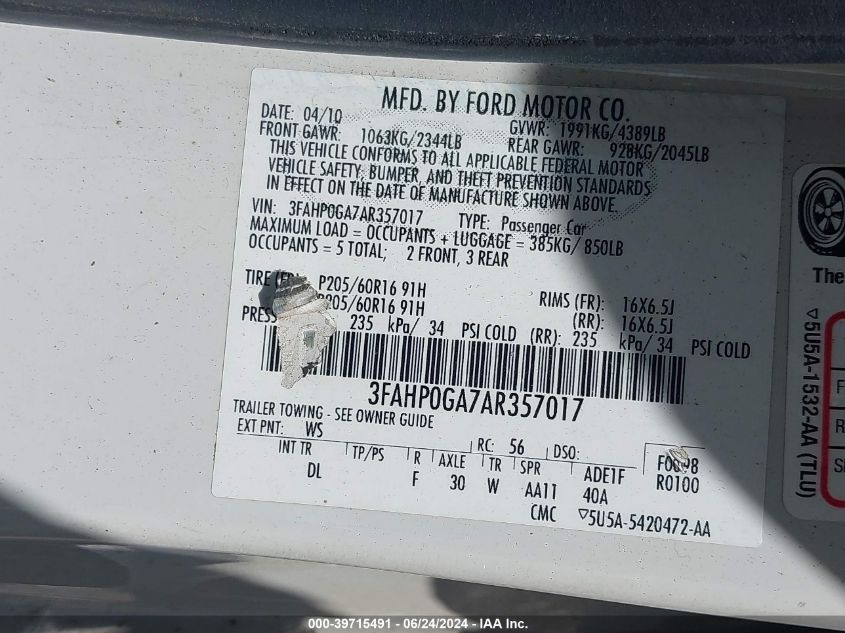 MFD. BY FORD MOTOR CO.
DATE: 04/10 GVWR: 1991KG/4389LB
FRONT GAWR: 1063KG/2344LB REAR GAWR: 928KG/2045LB
THIS VEHICLE CONFORMS TO ALL APPLICABLE FEDERAL MOTOR
VEHICLE SAFETY, BUMPER, AND THEFT PREVENTION STANDARDS
IN EFFECT ON THE DATE OF MANUFACTURE SHOWN ABOVE.
VIN: 3FAHP0GA7AR357017 TYPE: Passenger Car
MAXIMUM LOAD = OCCUPANTS + LUGGAGE = 385KG/850LB
OCCUPANTS = 5 TOTAL; 2 FRONT, 3 REAR
TIRE P205/60R16 91H RIMS (FR): 16X6.5J
P205/60R16 91H (RR): 16X6.5J
PRESS 235 kPa/ 34 PSI COLD (RR): 235 kPa/ 34 PSI COLD
3FAHP0GA7AR357017
TRAILER TOWING - SEE OWNER GUIDE
EXT PNT: WS RC: 56 DSO:
INT TR TP/PS R AXLE TR SPR ADE1F
DL F 30 W AA11 40A R0100
CMC ▽5U5A-5420472-AA
The
▽5U5A-1532-AA (TLU)
F
R
000-39715491 - 06/24/2024 - IAA Inc.